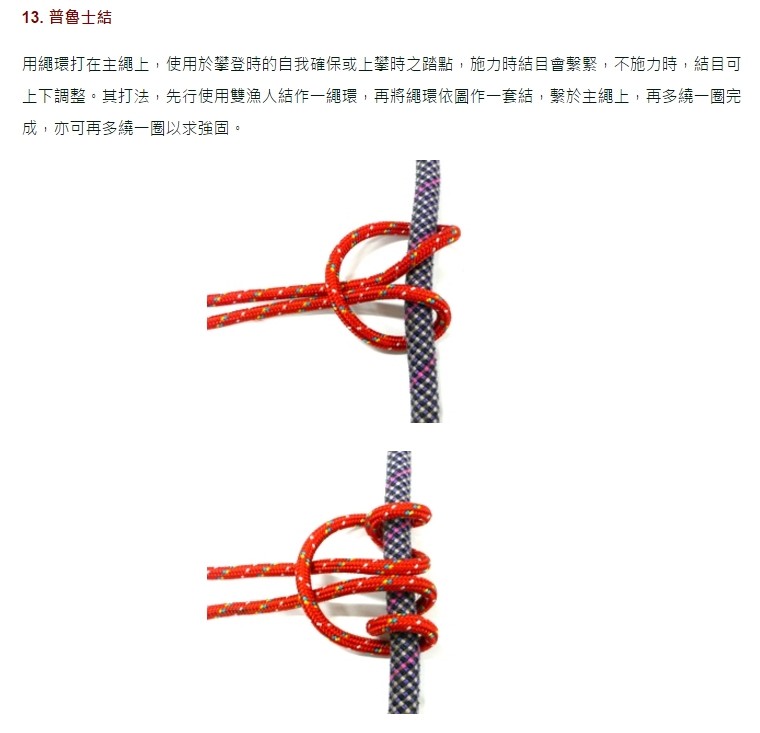 13. 普魯士結
用繩環打在主繩上，使用於攀登時的自我確保或上攀時之踏點，施力時結目會繫緊，不施力時，結目可
上下調整。其打法，先行使用雙漁人結作一繩環，再將繩環依圖作一套結，繫於主繩上，再多繞一圈完
成，亦可再多繞一圈以求強固。